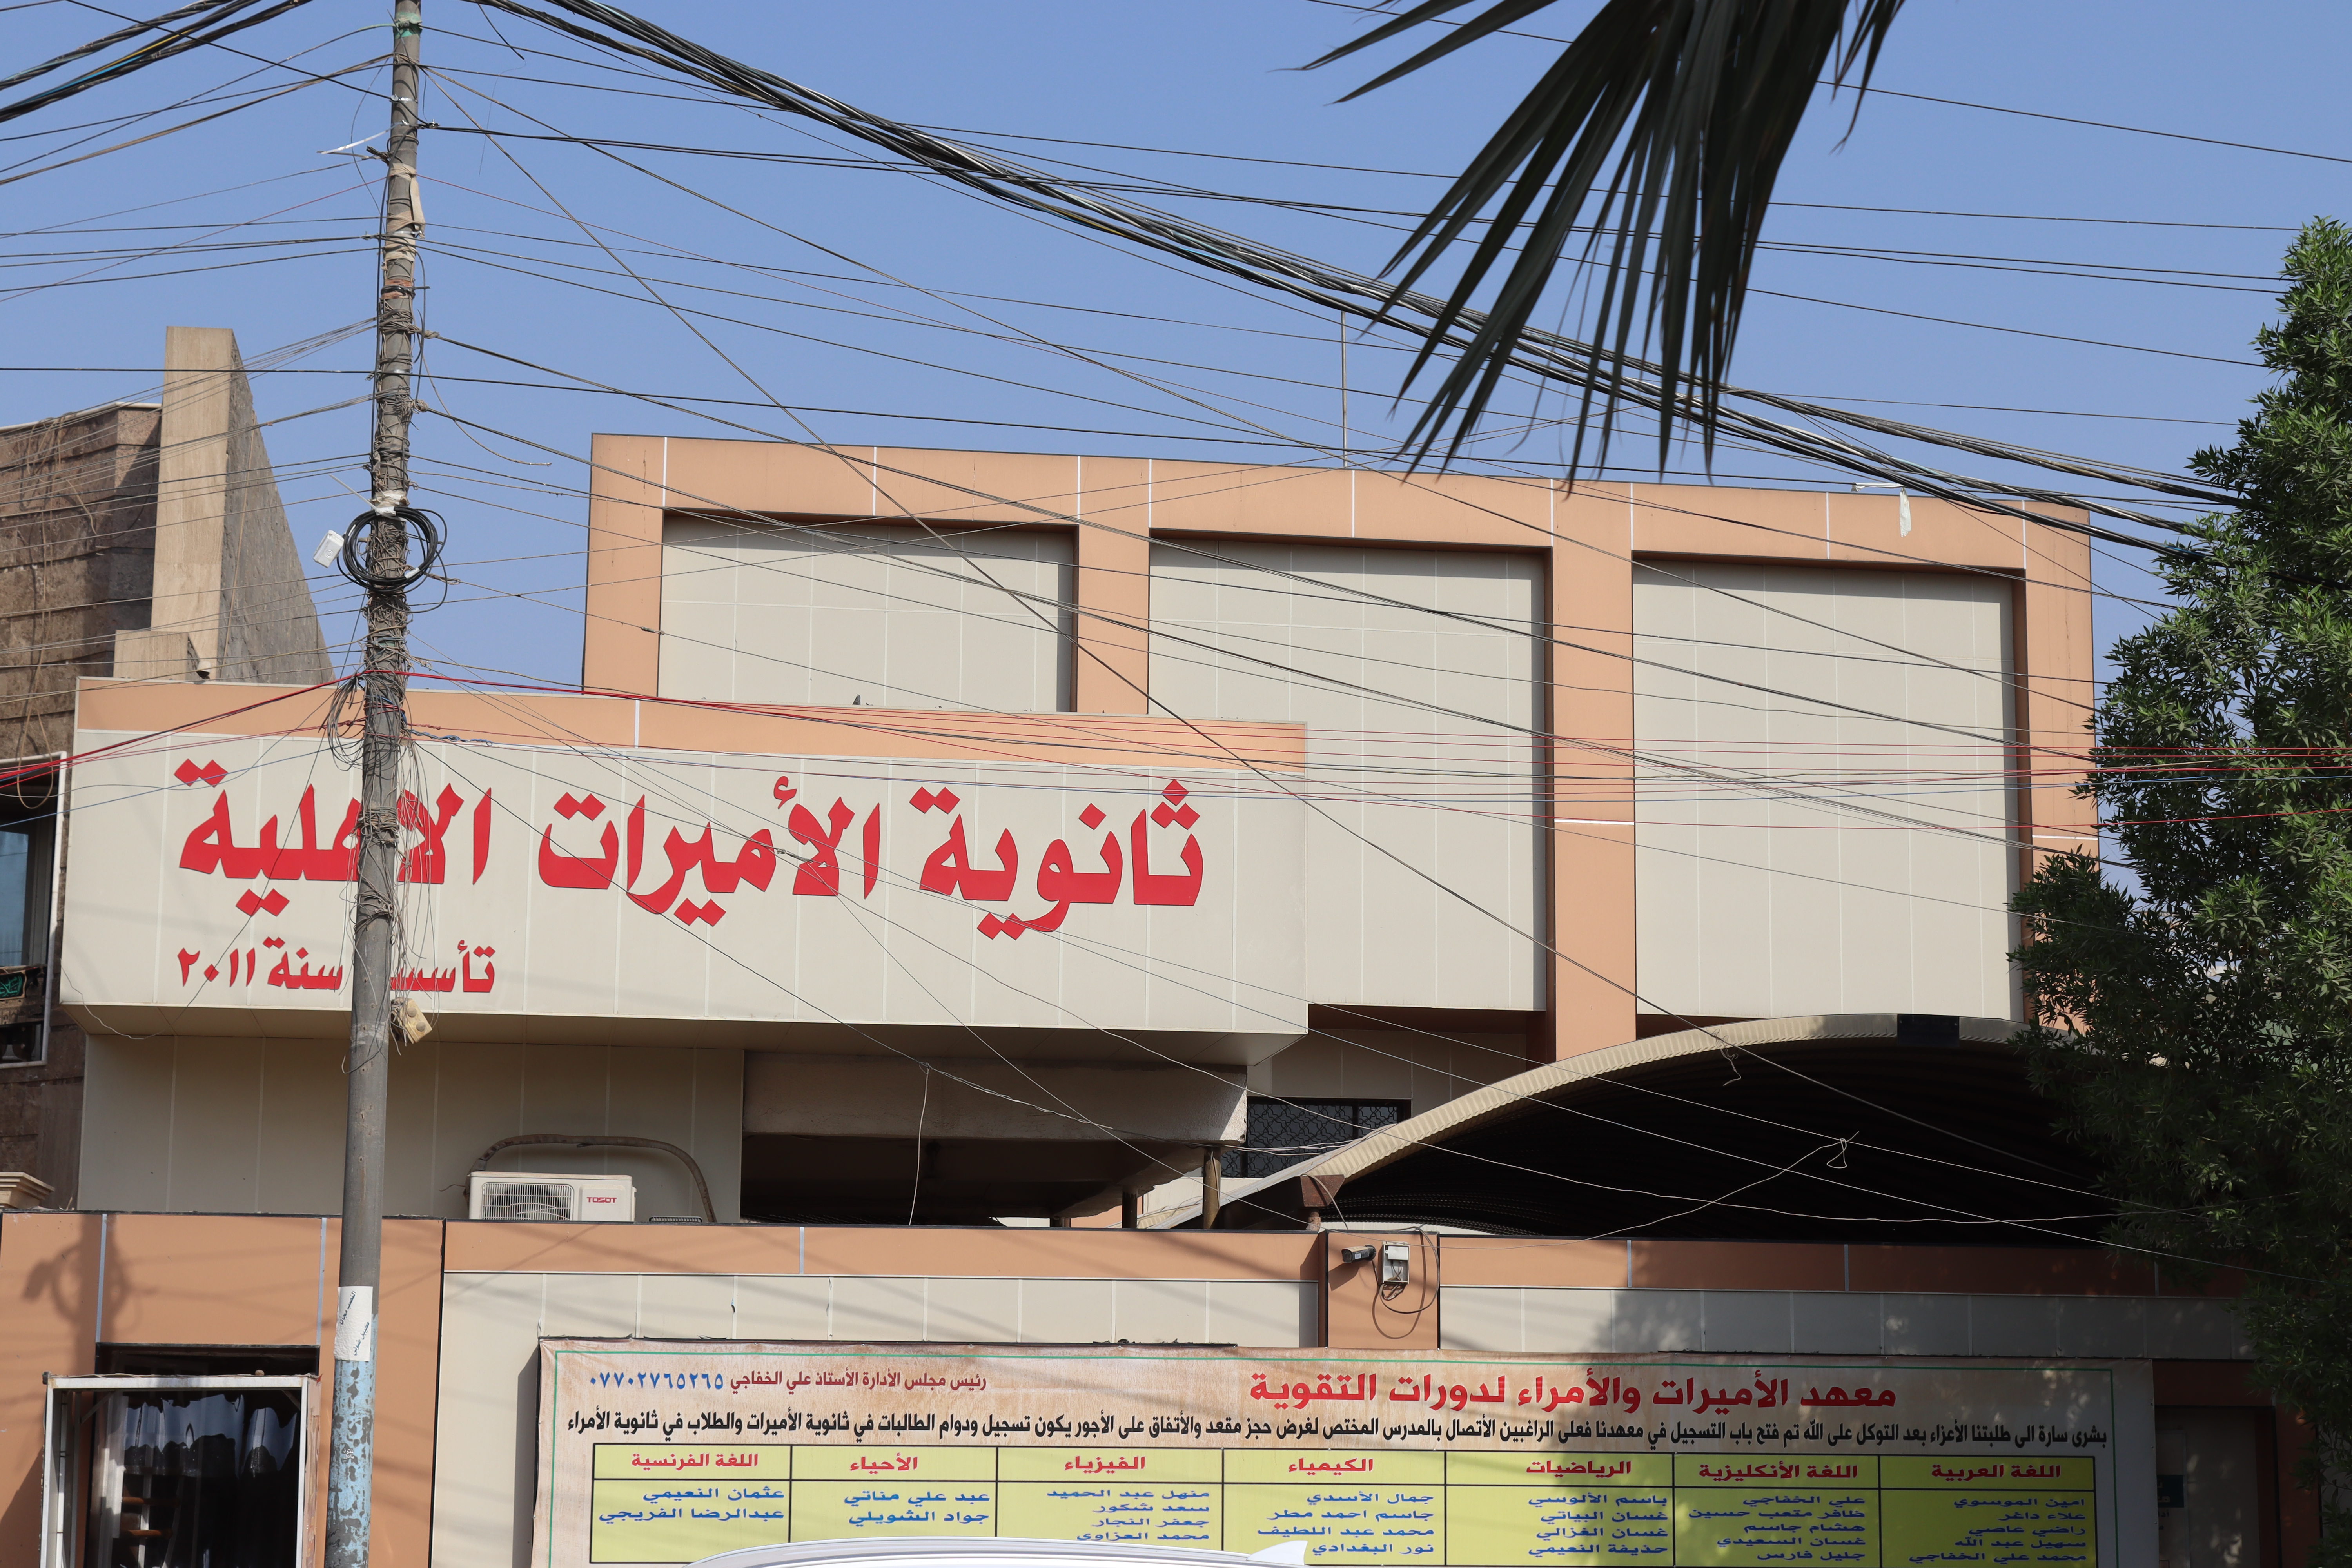 ثانوية الأميرات الاهلية
سنة ٢٠١١
TOSOT
معهد الأميرات والأمراء لدورات التقوية
رئيس مجلس الأدارة الأستاذ علي الخفاجي ٠٧٧٠٢٧٦٥٢٦٥
بشرى سارة الى طلبتنا الأعزاء بعد التوكل على الله تم فتح باب التسجيل في معهدنا فعلى الراغبين الأتصال بالمدرس المختص لغرض حجز مقعد والأتفاق على الأجور يكون تسجيل ودوام الطالبات في ثانوية الأميرات والطلاب في ثانوية الأمراء
اللغة العربية
امين الموسوي
علاء داغر
راضي عاصي
سهيل عبد الله
محمد علي الخفاجي
اللغة الأنكليزية
علي الخفاجي
ظافر متعب حسين
هشام جاسم
غسان السعيدي
جليل فارس
الرياضيات
باسم الألوسي
غسان البياتي
غسان الغزالي
حذيفة النعيمي
الكيمياء
جمال الأسدي
جاسم احمد مطر
محمد عبد اللطيف
نور البغدادي
الفيزياء
منهل عبد الحميد
سعد شكور
جعفر النجار
محمد العزاوي
الأحياء
عبد علي مناتي
جواد الشويلي
اللغة الفرنسية
عثمان النعيمي
عبدالرضا الفريجي